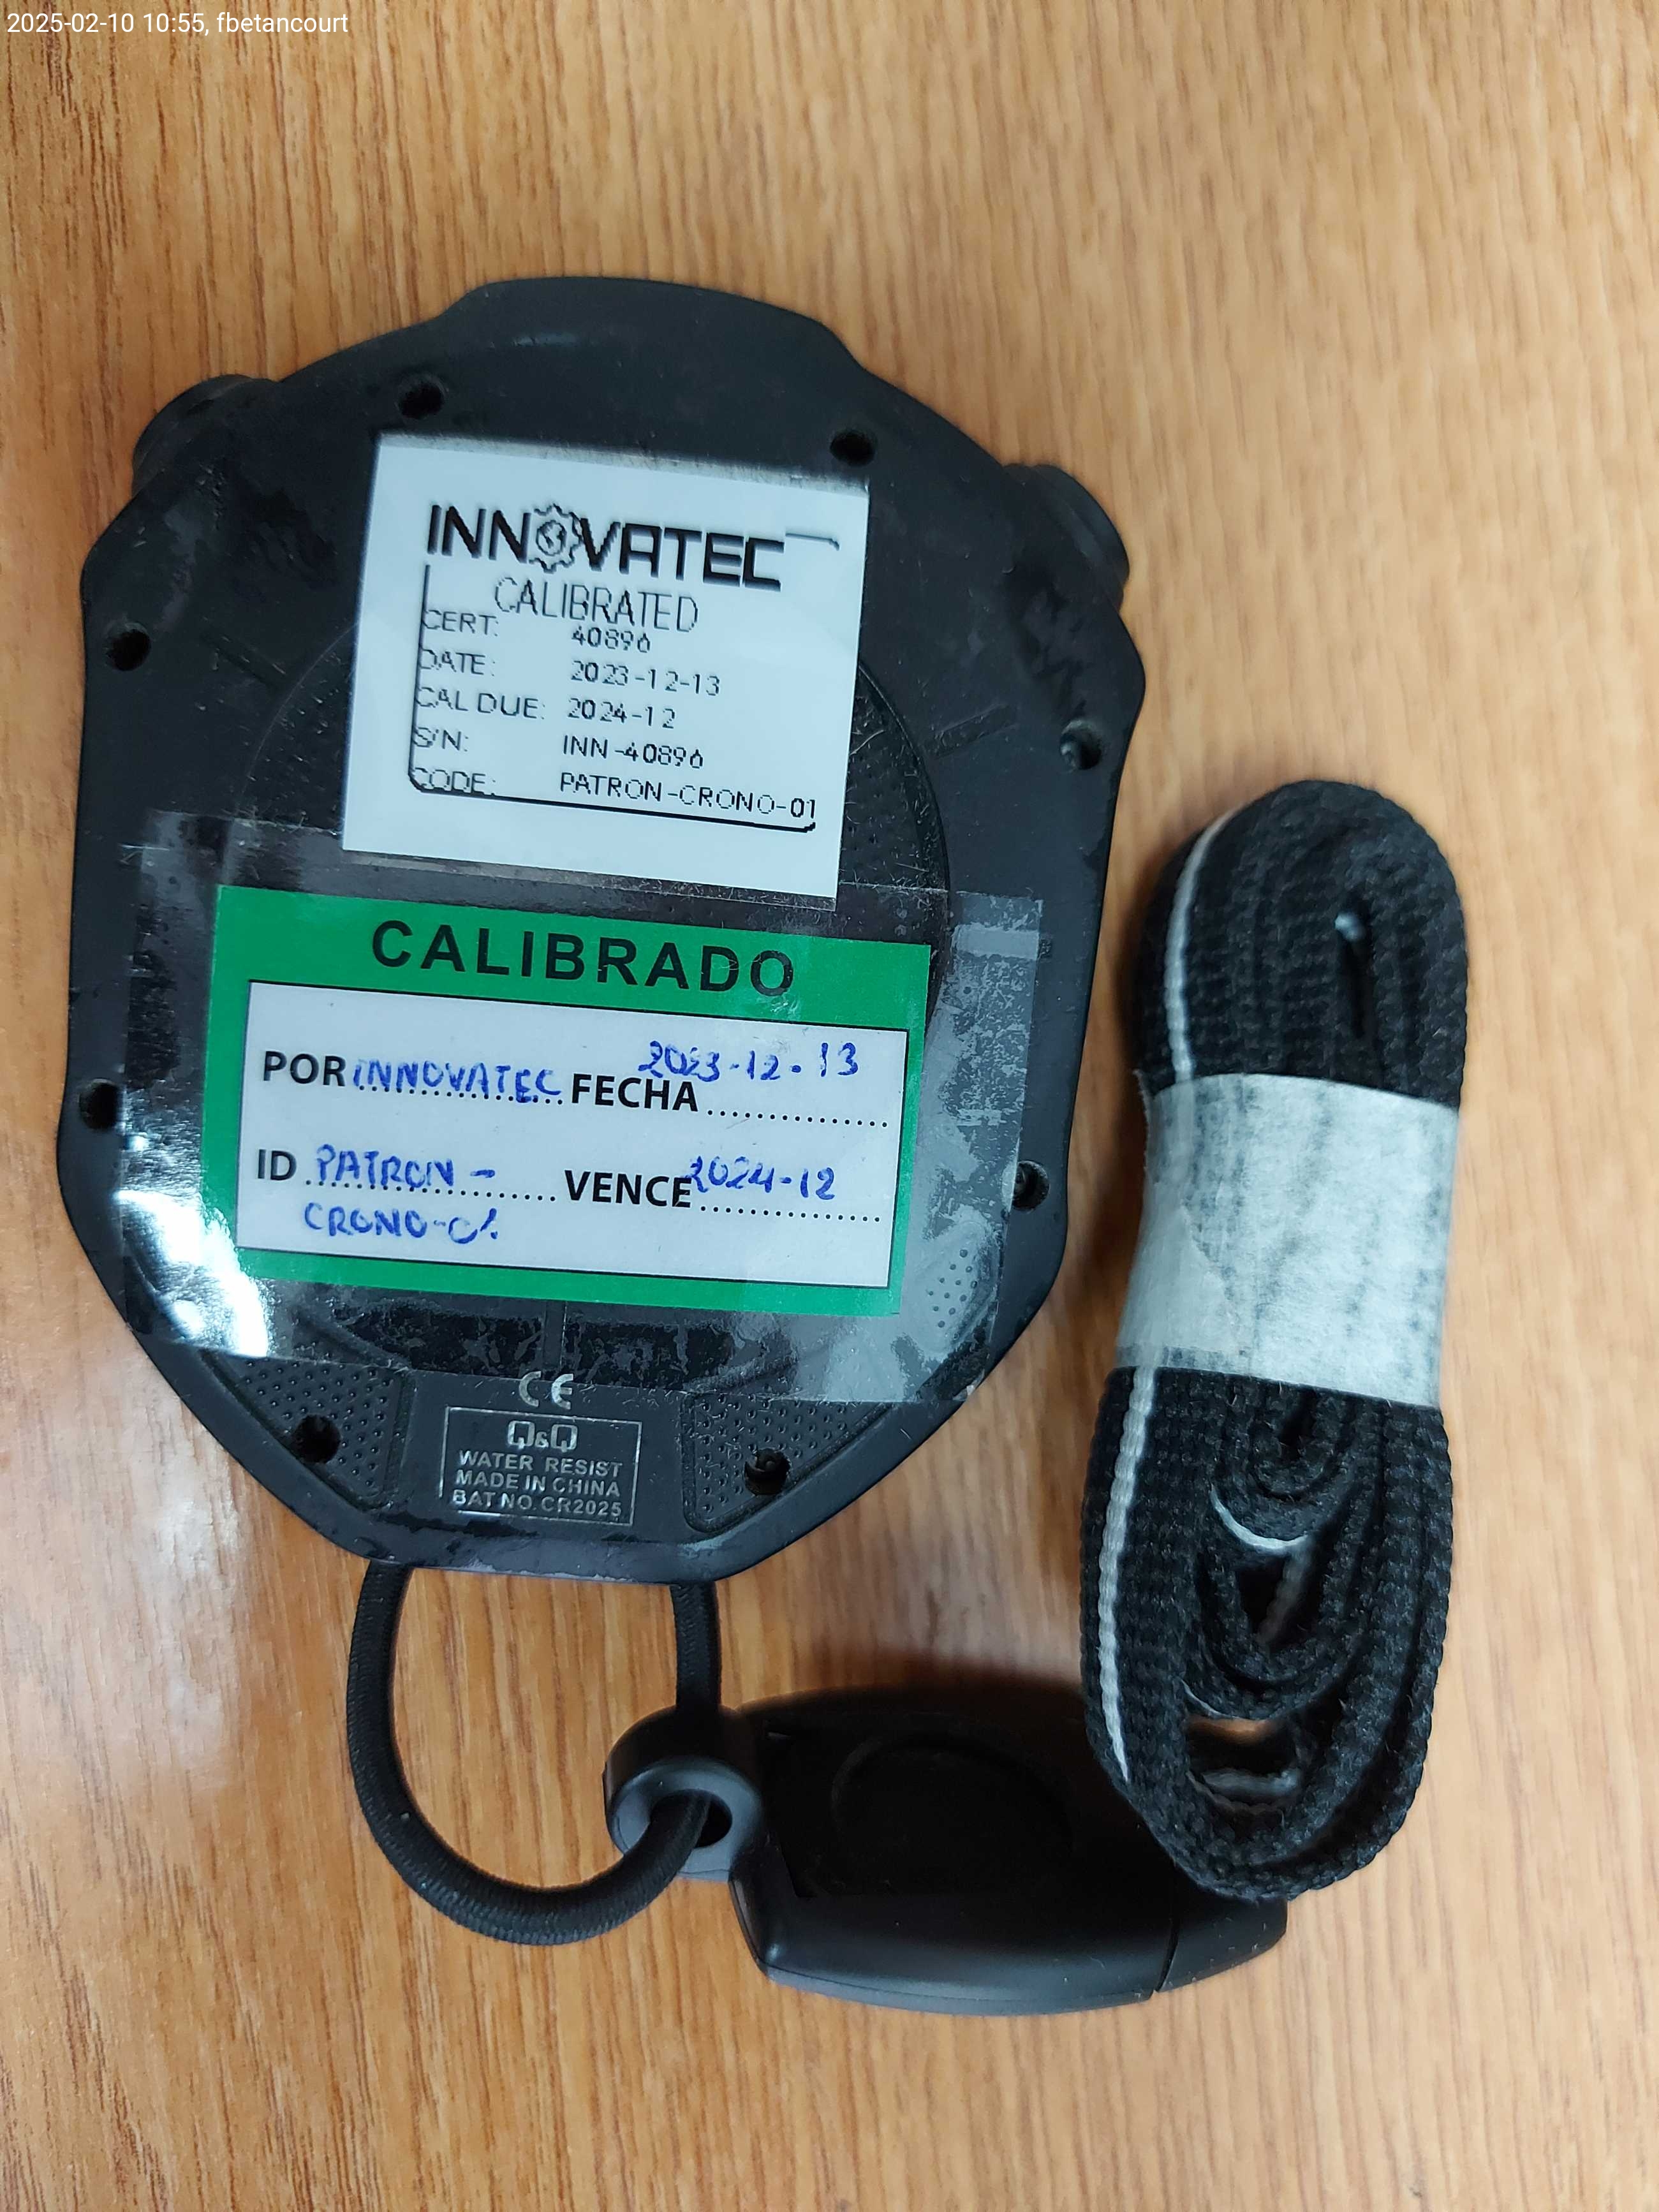 2025-02-10 10:55, fbetancourt
INNOVATEC
CALIBRATED
CERT: 40896
DATE: 2023-12-13
CAL DUE: 2024-12
S/N: INN-40896
CODE: PATRON-CRONO-01
CALIBRADO
POR INNOVATEC FECHA 2023-12-13
ID PATRON- VENCE 2024-12
CRONO-01
CE
Q&Q
WATER RESIST
MADE IN CHINA
BAT NO.CR2025